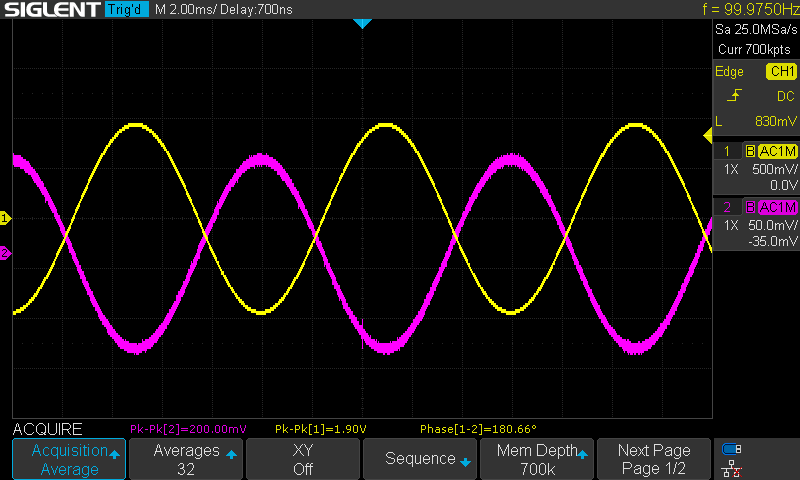 SIGLENT Trig'd M 2.00ms/ Delay:700ns f = 99.9750Hz
Sa 25.0MSa/s
Curr 700kpts
Edge CH1
DC
L 830mV
1 B AC1M
1X 500mV/
0.0V
2 B AC1M
1X 50.0mV/
-35.0mV
1
2
ACQUIRE Pk-Pk[2]=200.00mV Pk-Pk[1]=1.90V Phase[1-2]=180.66°
Acquisition
Average
Averages
32
XY
Off
Sequence
Mem Depth
700k
Next Page
Page 1/2